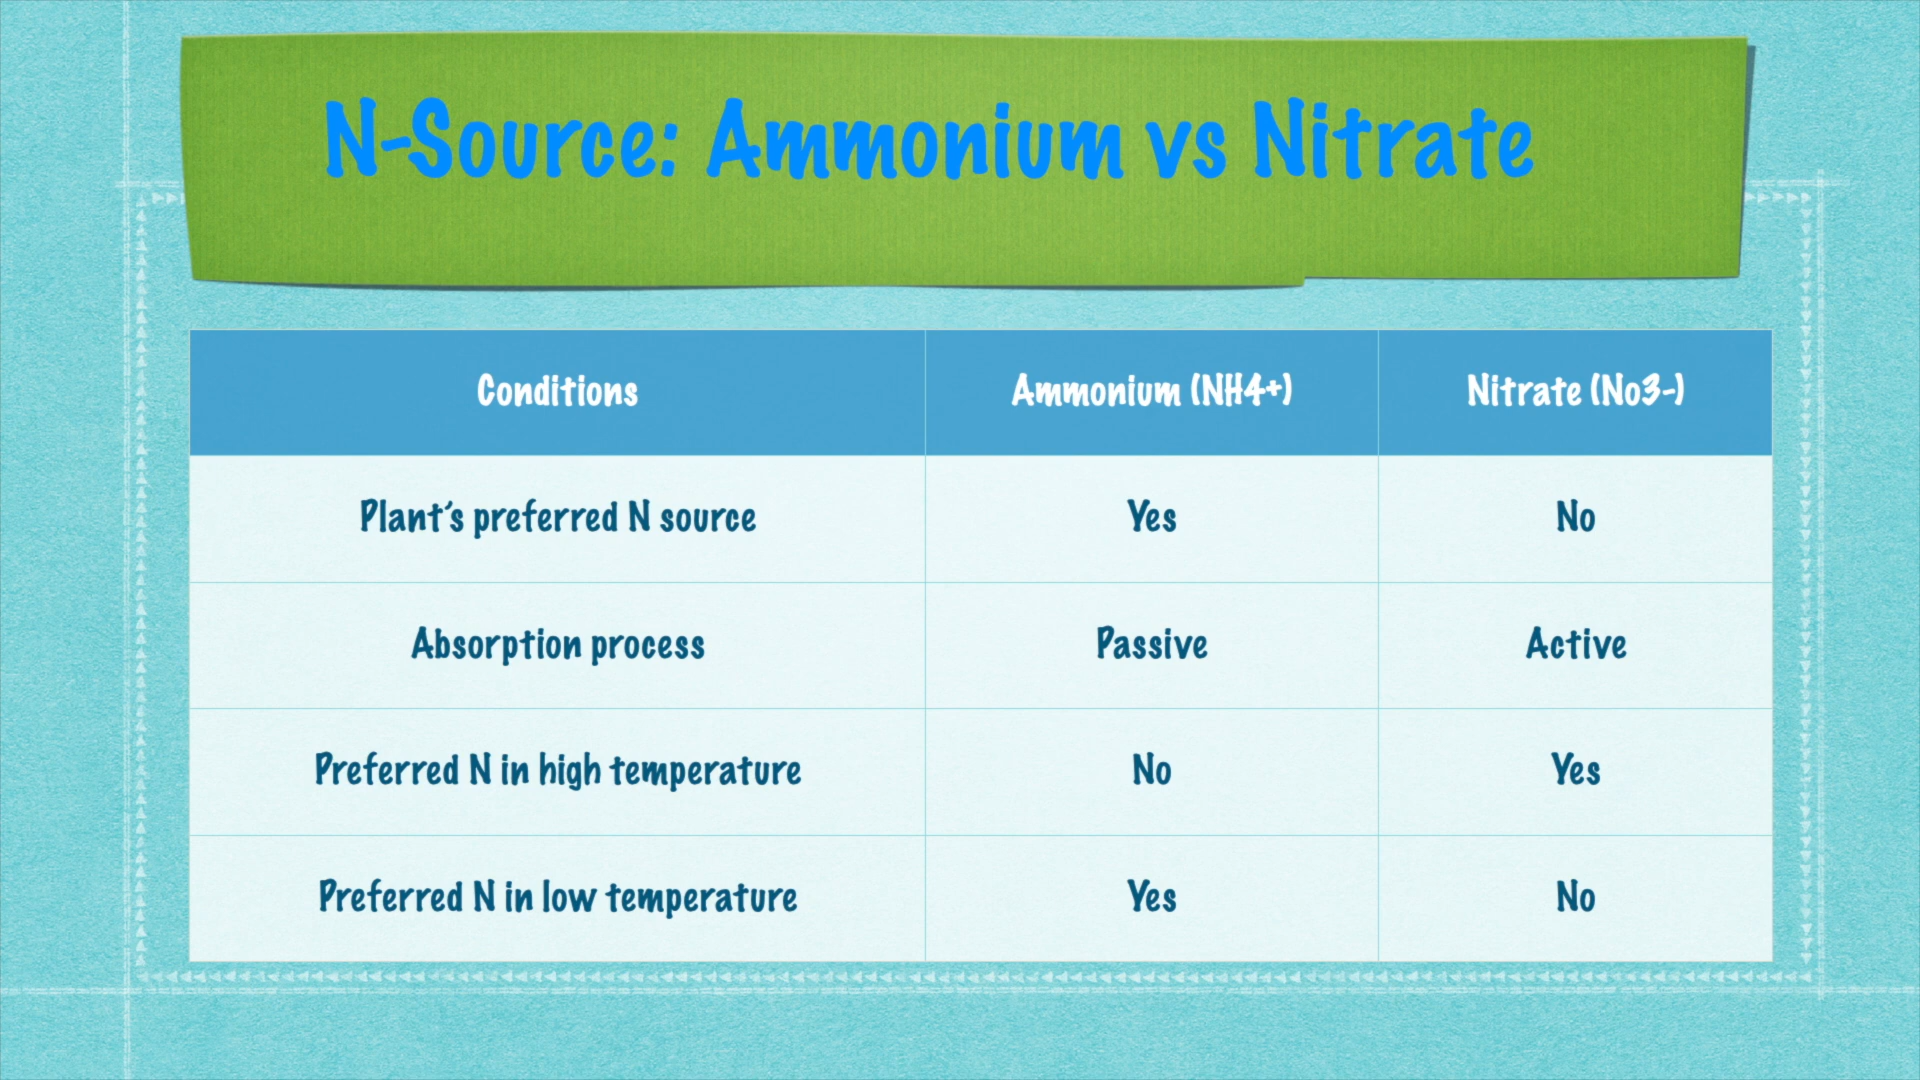 N-Source: Ammonium vs Nitrate
Conditions Ammonium (NH4+) Nitrate (No3-)
Plant's preferred N source Yes No
Absorption process Passive Active
Preferred N in high temperature No Yes
Preferred N in low temperature Yes No